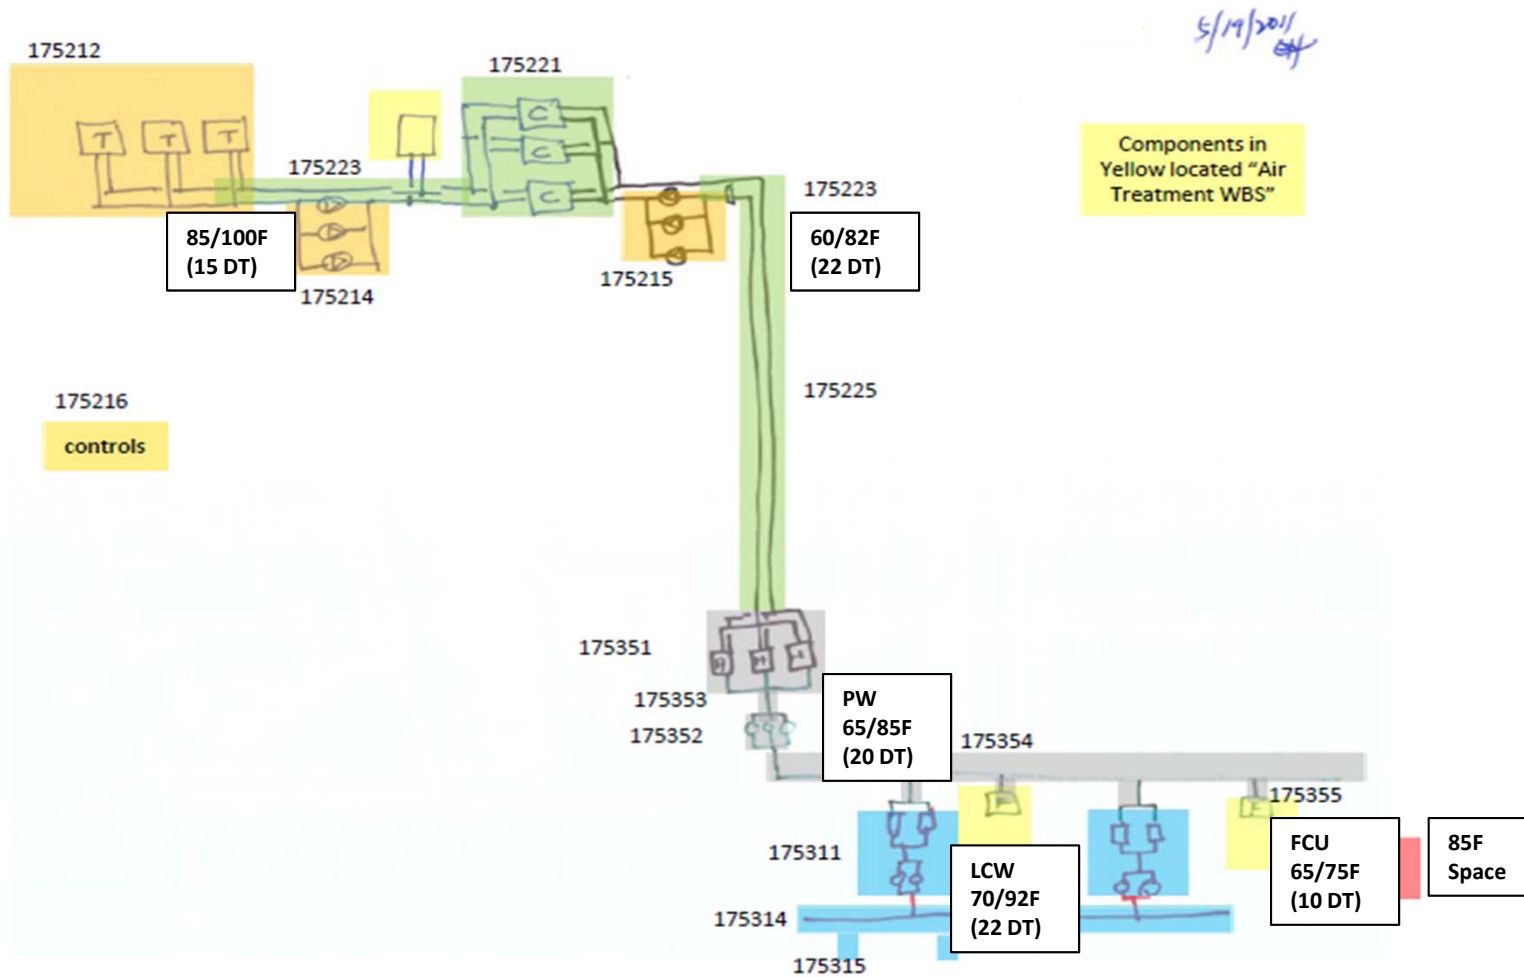 5/19/2011
175212
175221
T T T
C
C
C
175223
175223
Components in
Yellow located “Air
Treatment WBS”
85/100F
(15 DT)
60/82F
(22 DT)
175214
175215
175216
controls
175225
175351
175353
175352
PW
65/85F
(20 DT)
175354
175355
175311
LCW
70/92F
(22 DT)
FCU
65/75F
(10 DT)
85F
Space
175314
175315